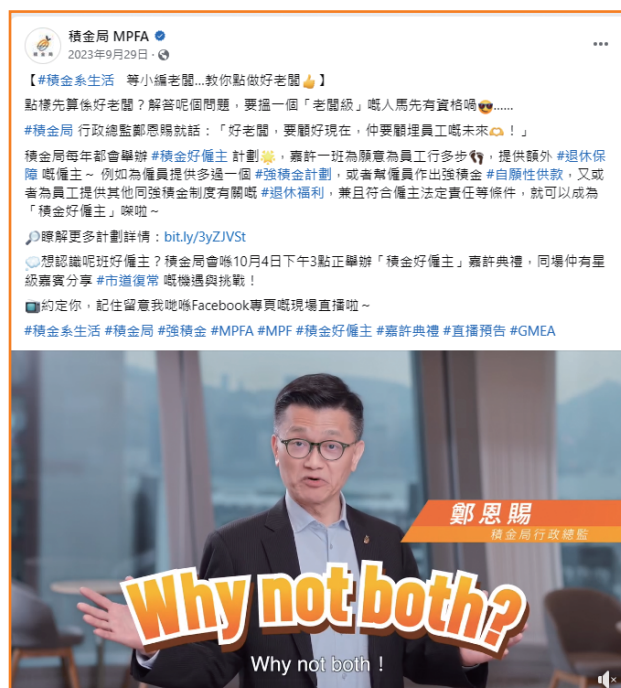 積金局 MPFA
2023年9月29日
【#積金系生活 等小編老闆...教你點做好老闆👍】
點樣先算係好老闆？解答呢個問題，要搵一個「老闆級」嘅人馬先有資格喎😎......
#積金局 行政總監鄭恩賜就話：「好老闆，要顧好現在，仲要顧埋員工嘅未來🫶！」
積金局每年都會舉辦 #積金好僱主 計劃🌟，嘉許一班為願意為員工行多步👣，提供額外 #退休保
障 嘅僱主~ 例如為僱員提供多過一個 #強積金計劃，或者幫僱員作出強積金 #自願性供款，又或
者為員工提供其他同強積金制度有關嘅 #退休福利，兼且符合僱主法定責任等條件，就可以成為
「積金好僱主」㗎啦~
🔎瞭解更多計劃詳情：bit.ly/3yZJVSt
💭想認識呢班好僱主？積金局會喺10月4日下午3點正舉辦「積金好僱主」嘉許典禮，同場仲有星
級嘉賓分享 #市道復常 嘅機遇與挑戰！
📺約定你，記住留意我哋喺Facebook專頁嘅現場直播啦~
#積金系生活 #積金局 #強積金 #MPFA #MPF #積金好僱主 #嘉許典禮 #直播預告 #GMEA
鄭恩賜
積金局行政總監
Why not both?
Why not both！